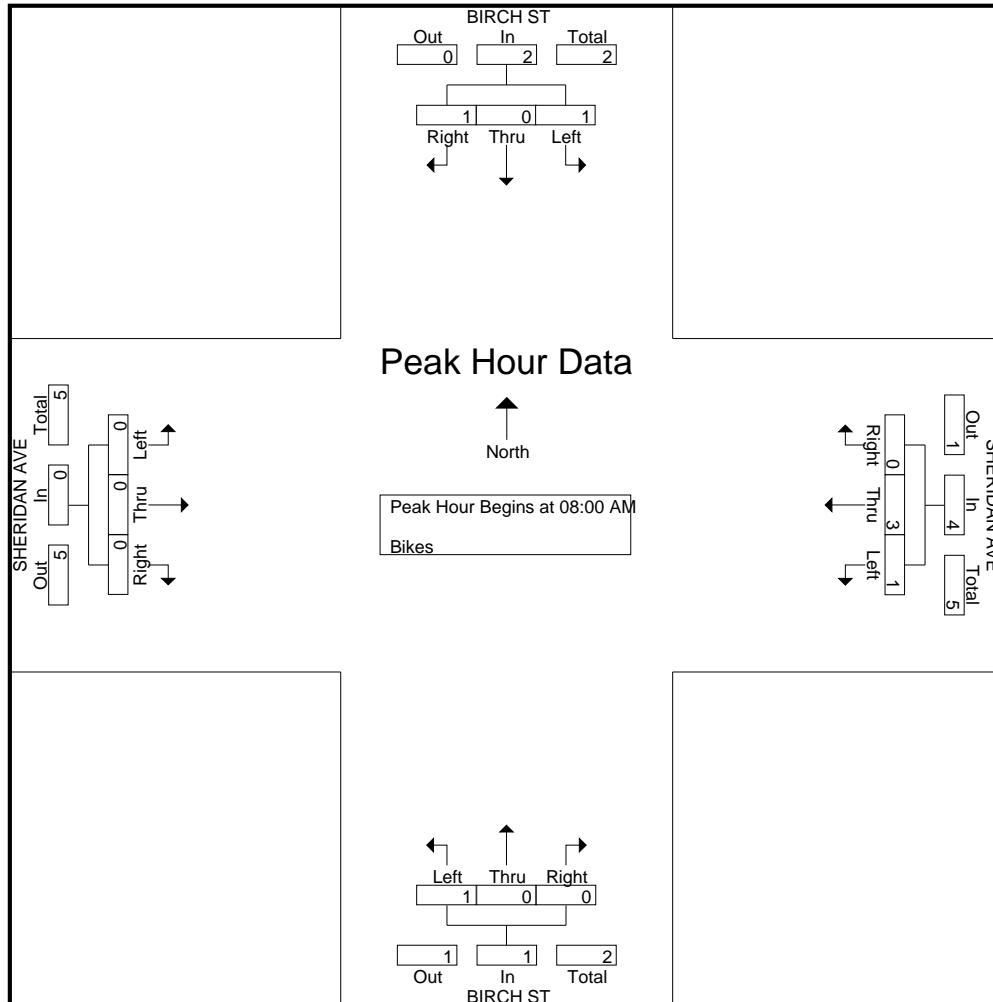 BIRCH ST
Out In Total
0 2 2
1 0 1
Right Thru Left
Peak Hour Data
North
Peak Hour Begins at 08:00 AM
Bikes
SHERIDAN AVE
Out In Total
5 0 5
Right Thru Left
0 0 0
SHERIDAN AVE
Out In Total
1 4 5
Right Thru Left
0 3 1
Left Thru Right
1 0 0
1 1 2
Out In Total
BIRCH ST